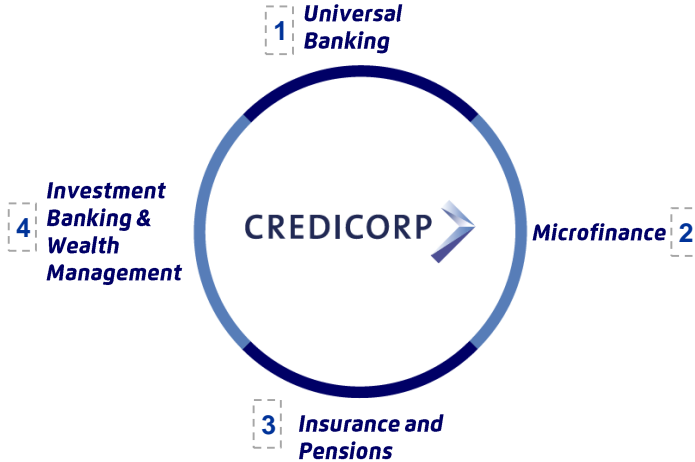 1
Universal
Banking
4
Investment
Banking &
Wealth
Management
CREDICORP
Microfinance 2
3
Insurance and
Pensions